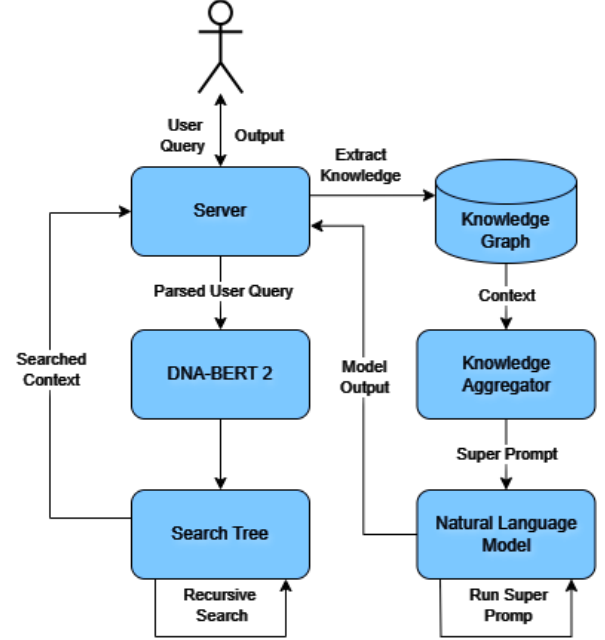 User
Query
Output
Extract
Knowledge
Server
Knowledge
Graph
Parsed User Query
Context
Searched
Context
DNA-BERT 2
Model
Output
Knowledge
Aggregator
Super Prompt
Search Tree
Natural Language
Model
Recursive
Search
Run Super
Promp